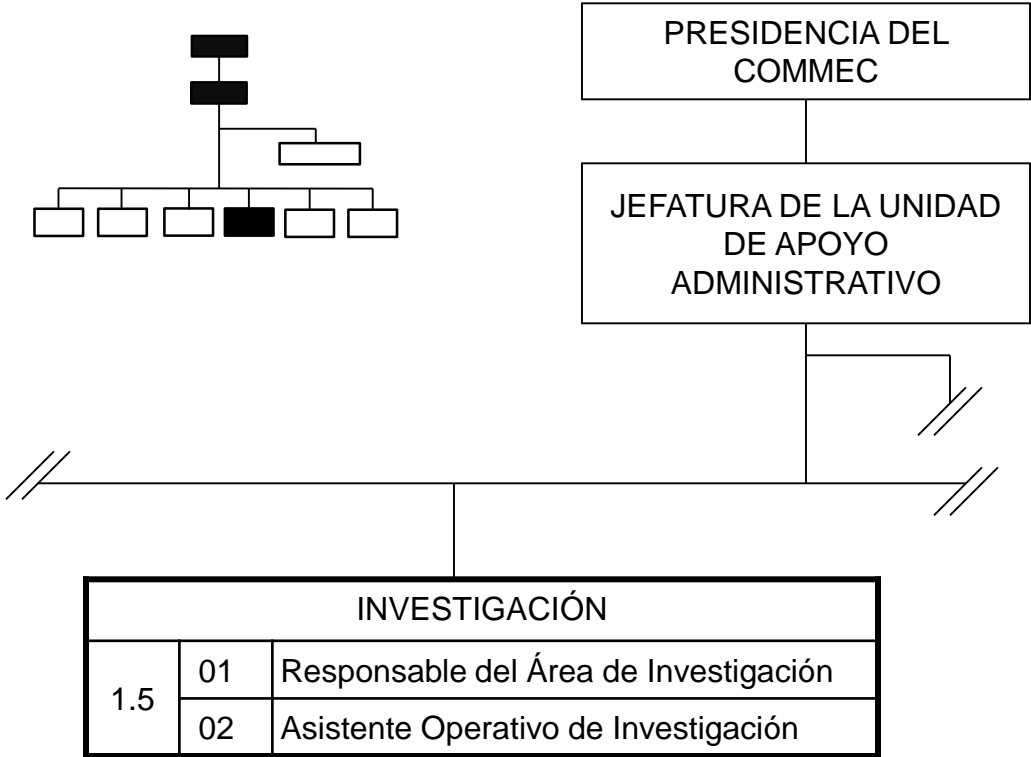 PRESIDENCIA DEL
COMMEC
JEFATURA DE LA UNIDAD
DE APOYO
ADMINISTRATIVO
INVESTIGACIÓN
1.5
01 Responsable del Área de Investigación
02 Asistente Operativo de Investigación